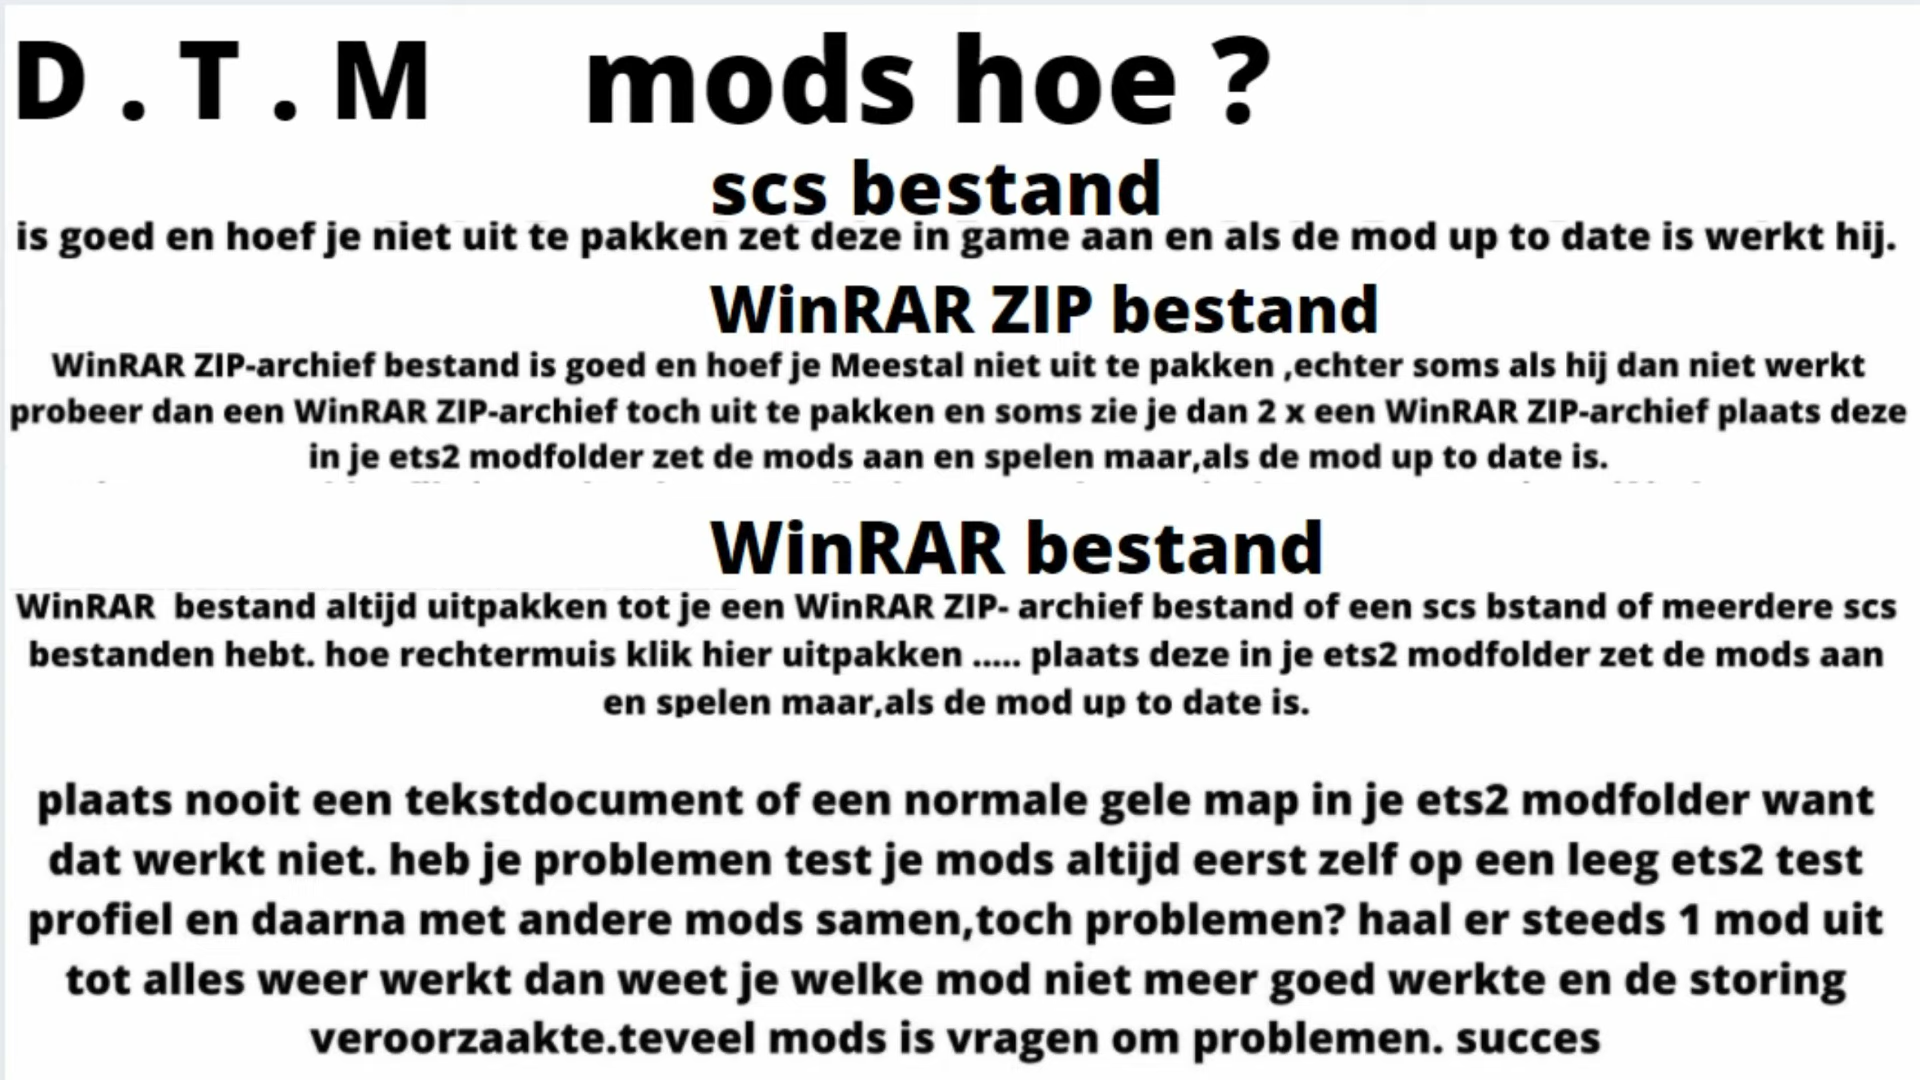 D . T . M mods hoe ?
scs bestand
is goed en hoef je niet uit te pakken zet deze in game aan en als de mod up to date is werkt hij.
WinRAR ZIP bestand
WinRAR ZIP-archief bestand is goed en hoef je Meestal niet uit te pakken ,echter soms als hij dan niet werkt
probeer dan een WinRAR ZIP-archief toch uit te pakken en soms zie je dan 2 x een WinRAR ZIP-archief plaats deze
in je ets2 modfolder zet de mods aan en spelen maar,als de mod up to date is.
WinRAR bestand
WinRAR bestand altijd uitpakken tot je een WinRAR ZIP- archief bestand of een scs bstand of meerdere scs
bestanden hebt. hoe rechtermuis klik hier uitpakken ..... plaats deze in je ets2 modfolder zet de mods aan
en spelen maar,als de mod up to date is.
plaats nooit een tekstdocument of een normale gele map in je ets2 modfolder want
dat werkt niet. heb je problemen test je mods altijd eerst zelf op een leeg ets2 test
profiel en daarna met andere mods samen,toch problemen? haal er steeds 1 mod uit
tot alles weer werkt dan weet je welke mod niet meer goed werkte en de storing
veroorzaakte.teveel mods is vragen om problemen. succes